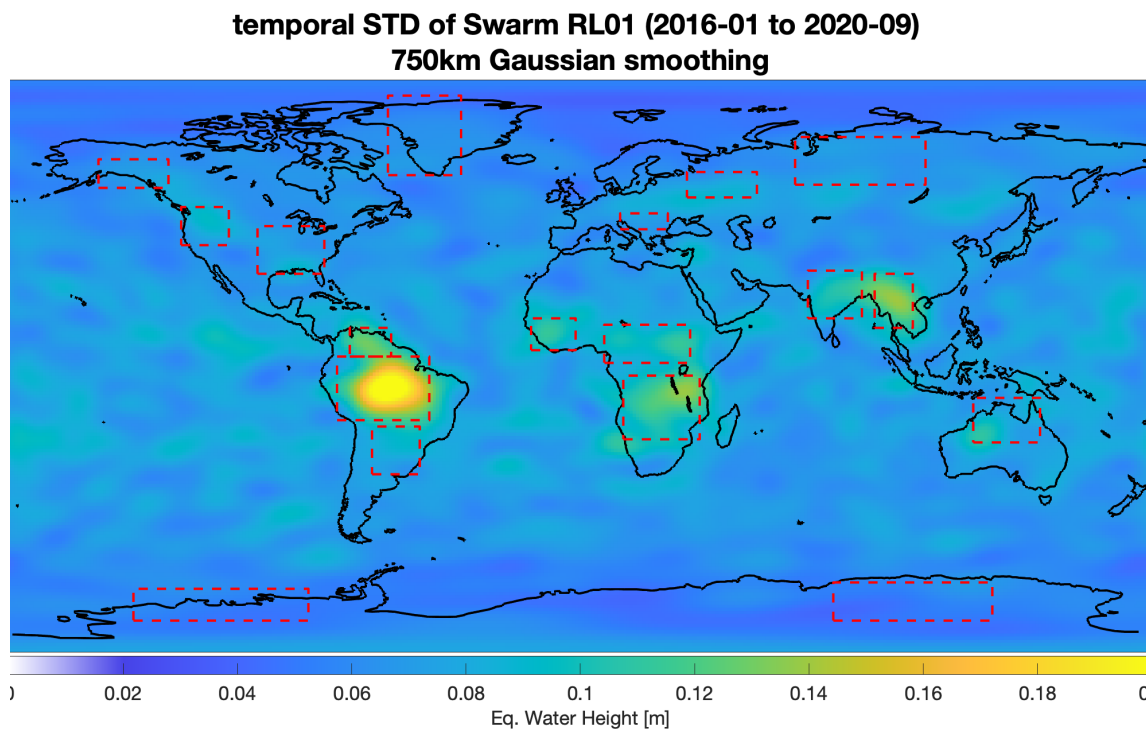 temporal STD of Swarm RL01 (2016-01 to 2020-09)
750km Gaussian smoothing
0.02 0.04 0.06 0.08 0.1 0.12 0.14 0.16 0.18
Eq. Water Height [m]